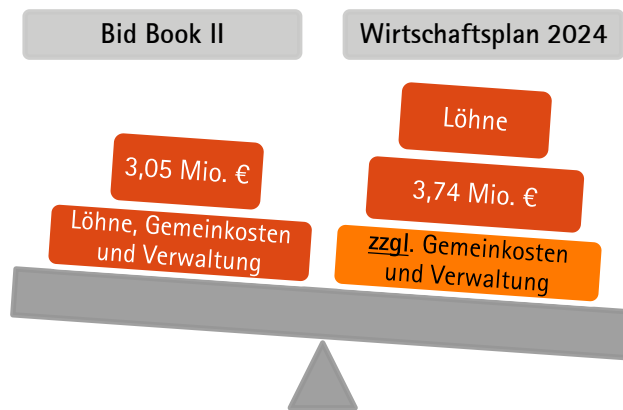 Bid Book II
Wirtschaftsplan 2024
3,05 Mio. €
Löhne, Gemeinkosten
und Verwaltung
Löhne
3,74 Mio. €
zzgl. Gemeinkosten
und Verwaltung